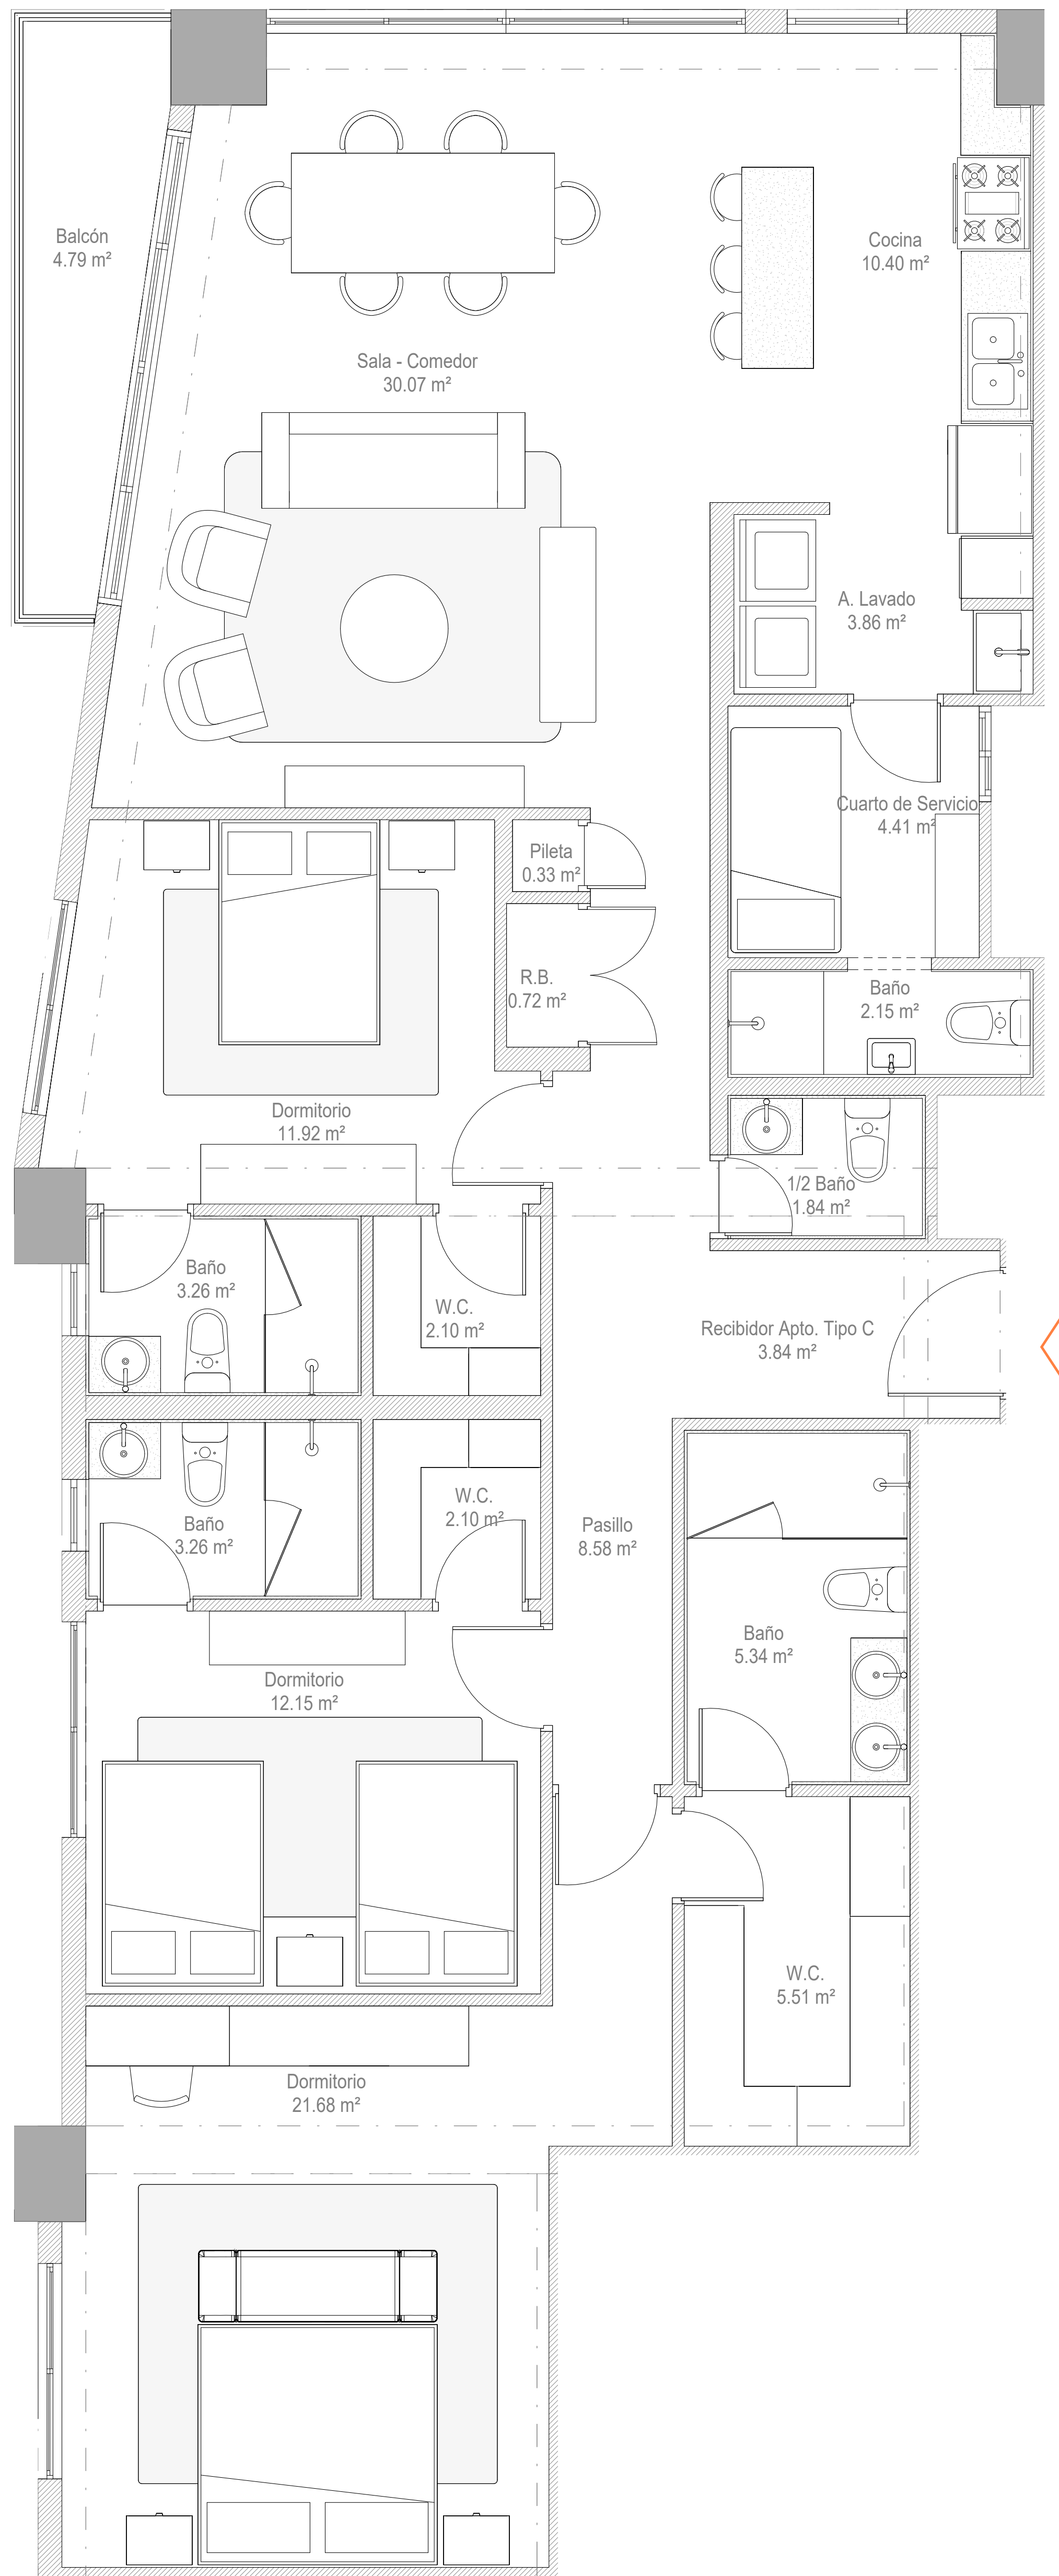 Balcón
4.79 m²
Cocina
10.40 m²
Sala - Comedor
30.07 m²
A. Lavado
3.86 m²
Cuarto de Servicio
4.41 m²
Pileta
0.33 m²
R.B.
0.72 m²
Baño
2.15 m²
Dormitorio
11.92 m²
1/2 Baño
1.84 m²
Baño
3.26 m²
W.C.
2.10 m²
Recibidor Apto. Tipo C
3.84 m²
W.C.
2.10 m²
Baño
3.26 m²
Pasillo
8.58 m²
Baño
5.34 m²
Dormitorio
12.15 m²
W.C.
5.51 m²
Dormitorio
21.68 m²